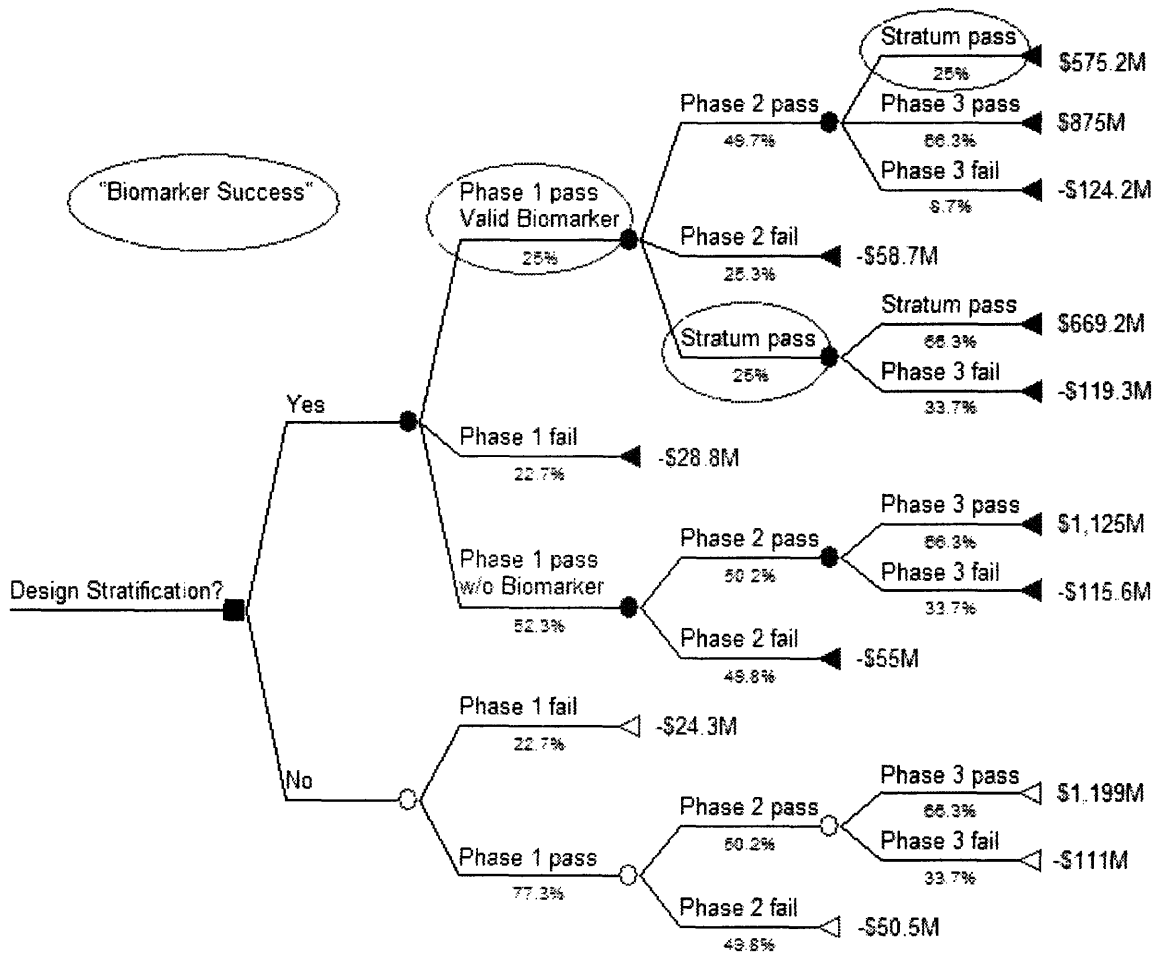 Stratum pass
25%
$575.2M
Phase 2 pass
49.7%
Phase 3 pass
66.3%
$875M
Phase 3 fail
8.7%
-$124.2M
"Biomarker Success"
Phase 1 pass
Valid Biomarker
25%
Phase 2 fail
25.3%
-$58.7M
Stratum pass
25%
Stratum pass
66.3%
$669.2M
Phase 3 fail
33.7%
-$119.3M
Yes
Phase 1 fail
22.7%
-$28.8M
Phase 1 pass
w/o Biomarker
52.3%
Phase 2 pass
50.2%
Phase 3 pass
66.3%
$1,125M
Phase 3 fail
33.7%
-$115.6M
Phase 2 fail
49.8%
-$55M
Design Stratification?
Phase 1 fail
22.7%
-$24.3M
No
Phase 1 pass
77.3%
Phase 2 pass
50.2%
Phase 3 pass
66.3%
$1,199M
Phase 3 fail
33.7%
-$111M
Phase 2 fail
49.8%
-$50.5M